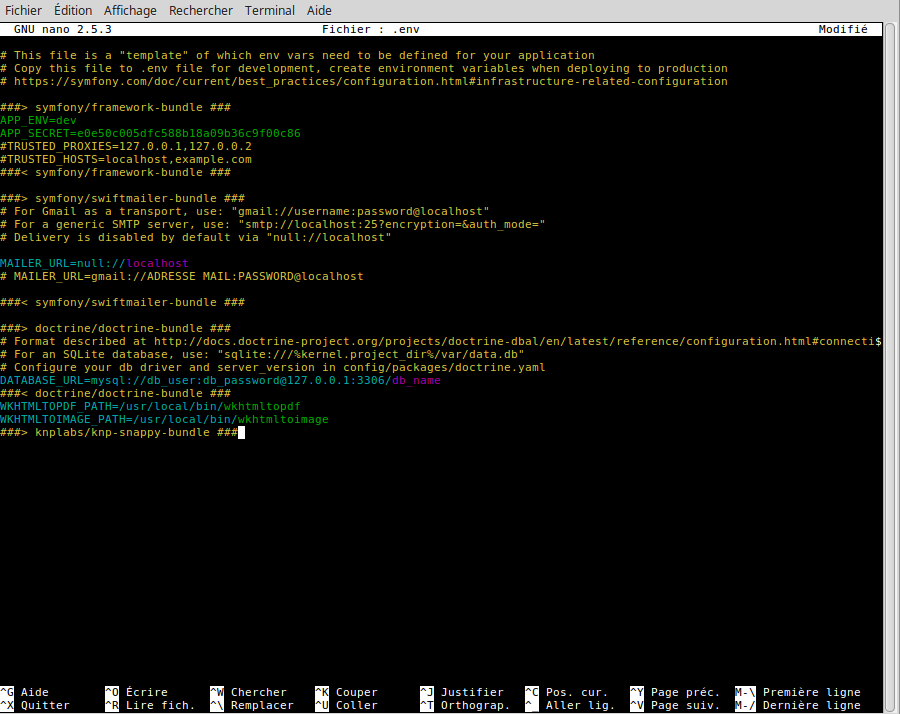 Fichier Édition Affichage Rechercher Terminal Aide
GNU nano 2.5.3 Fichier : .env Modifié
# This file is a "template" of which env vars need to be defined for your application
# Copy this file to .env file for development, create environment variables when deploying to production
# https://symfony.com/doc/current/best_practices/configuration.html#infrastructure-related-configuration
###> symfony/framework-bundle ###
APP_ENV=dev
APP_SECRET=e0e50c005dfc588b18a09b36c9f00c86
#TRUSTED_PROXIES=127.0.0.1,127.0.0.2
#TRUSTED_HOSTS=localhost,example.com
###< symfony/framework-bundle ###
###> symfony/swiftmailer-bundle ###
# For Gmail as a transport, use: "gmail://username:password@localhost"
# For a generic SMTP server, use: "smtp://localhost:25?encryption=&auth_mode="
# Delivery is disabled by default via "null://localhost"
MAILER_URL=null://localhost
# MAILER_URL=gmail://ADRESSE MAIL:PASSWORD@localhost
###< symfony/swiftmailer-bundle ###
###> doctrine/doctrine-bundle ###
# Format described at http://docs.doctrine-project.org/projects/doctrine-dbal/en/latest/reference/configuration.html#connecti$
# For an SQLite database, use: "sqlite:///%kernel.project_dir%/var/data.db"
# Configure your db driver and server_version in config/packages/doctrine.yaml
DATABASE_URL=mysql://db_user:db_password@127.0.0.1:3306/db_name
###< doctrine/doctrine-bundle ###
WKHTMLTOPDF_PATH=/usr/local/bin/wkhtmltopdf
WKHTMLTOIMAGE_PATH=/usr/local/bin/wkhtmltoimage
###> knplabs/knp-snappy-bundle ###
^G Aide ^O Écrire ^W Chercher ^K Couper ^J Justifier ^C Pos. cur. ^Y Page préc. M-\ Première ligne
^X Quitter ^R Lire fich. ^\ Remplacer ^U Coller ^T Orthograp. ^_ Aller lig. ^V Page suiv. M-/ Dernière ligne